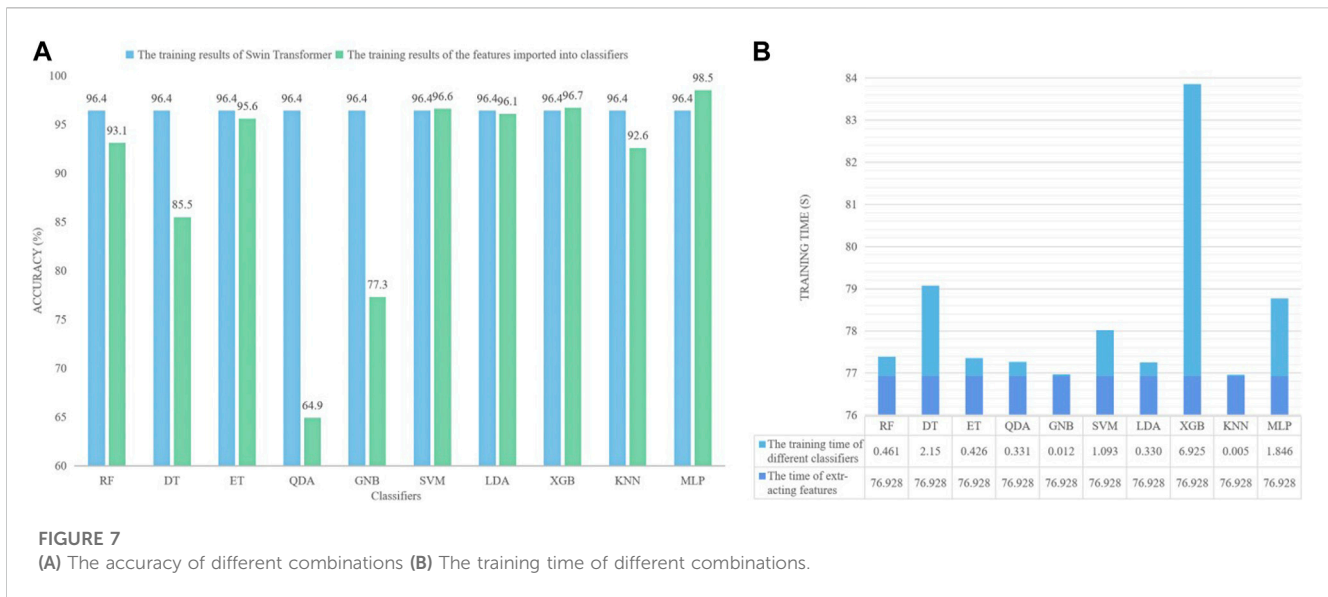 A
The training results of Swin Transformer The training results of the features imported into classifiers
100
95
90
85
80
75
70
65
60
ACCURACY (%)
96.4 93.1 96.4 85.5 96.4 95.6 96.4 64.9 96.4 77.3 96.4 96.6 96.4 96.1 96.4 96.7 96.4 92.6 96.4 98.5
RF DT ET QDA GNB SVM LDA XGB KNN MLP
Classifiers
B
84
83
82
81
80
79
78
77
76
TRAINING TIME (S)
RF DT ET QDA GNB SVM LDA XGB KNN MLP
The training time of
different classifiers
0.461 2.15 0.426 0.331 0.012 1.093 0.330 6.925 0.005 1.846
The time of extr-
acting features
76.928 76.928 76.928 76.928 76.928 76.928 76.928 76.928 76.928 76.928
FIGURE 7
(A) The accuracy of different combinations (B) The training time of different combinations.